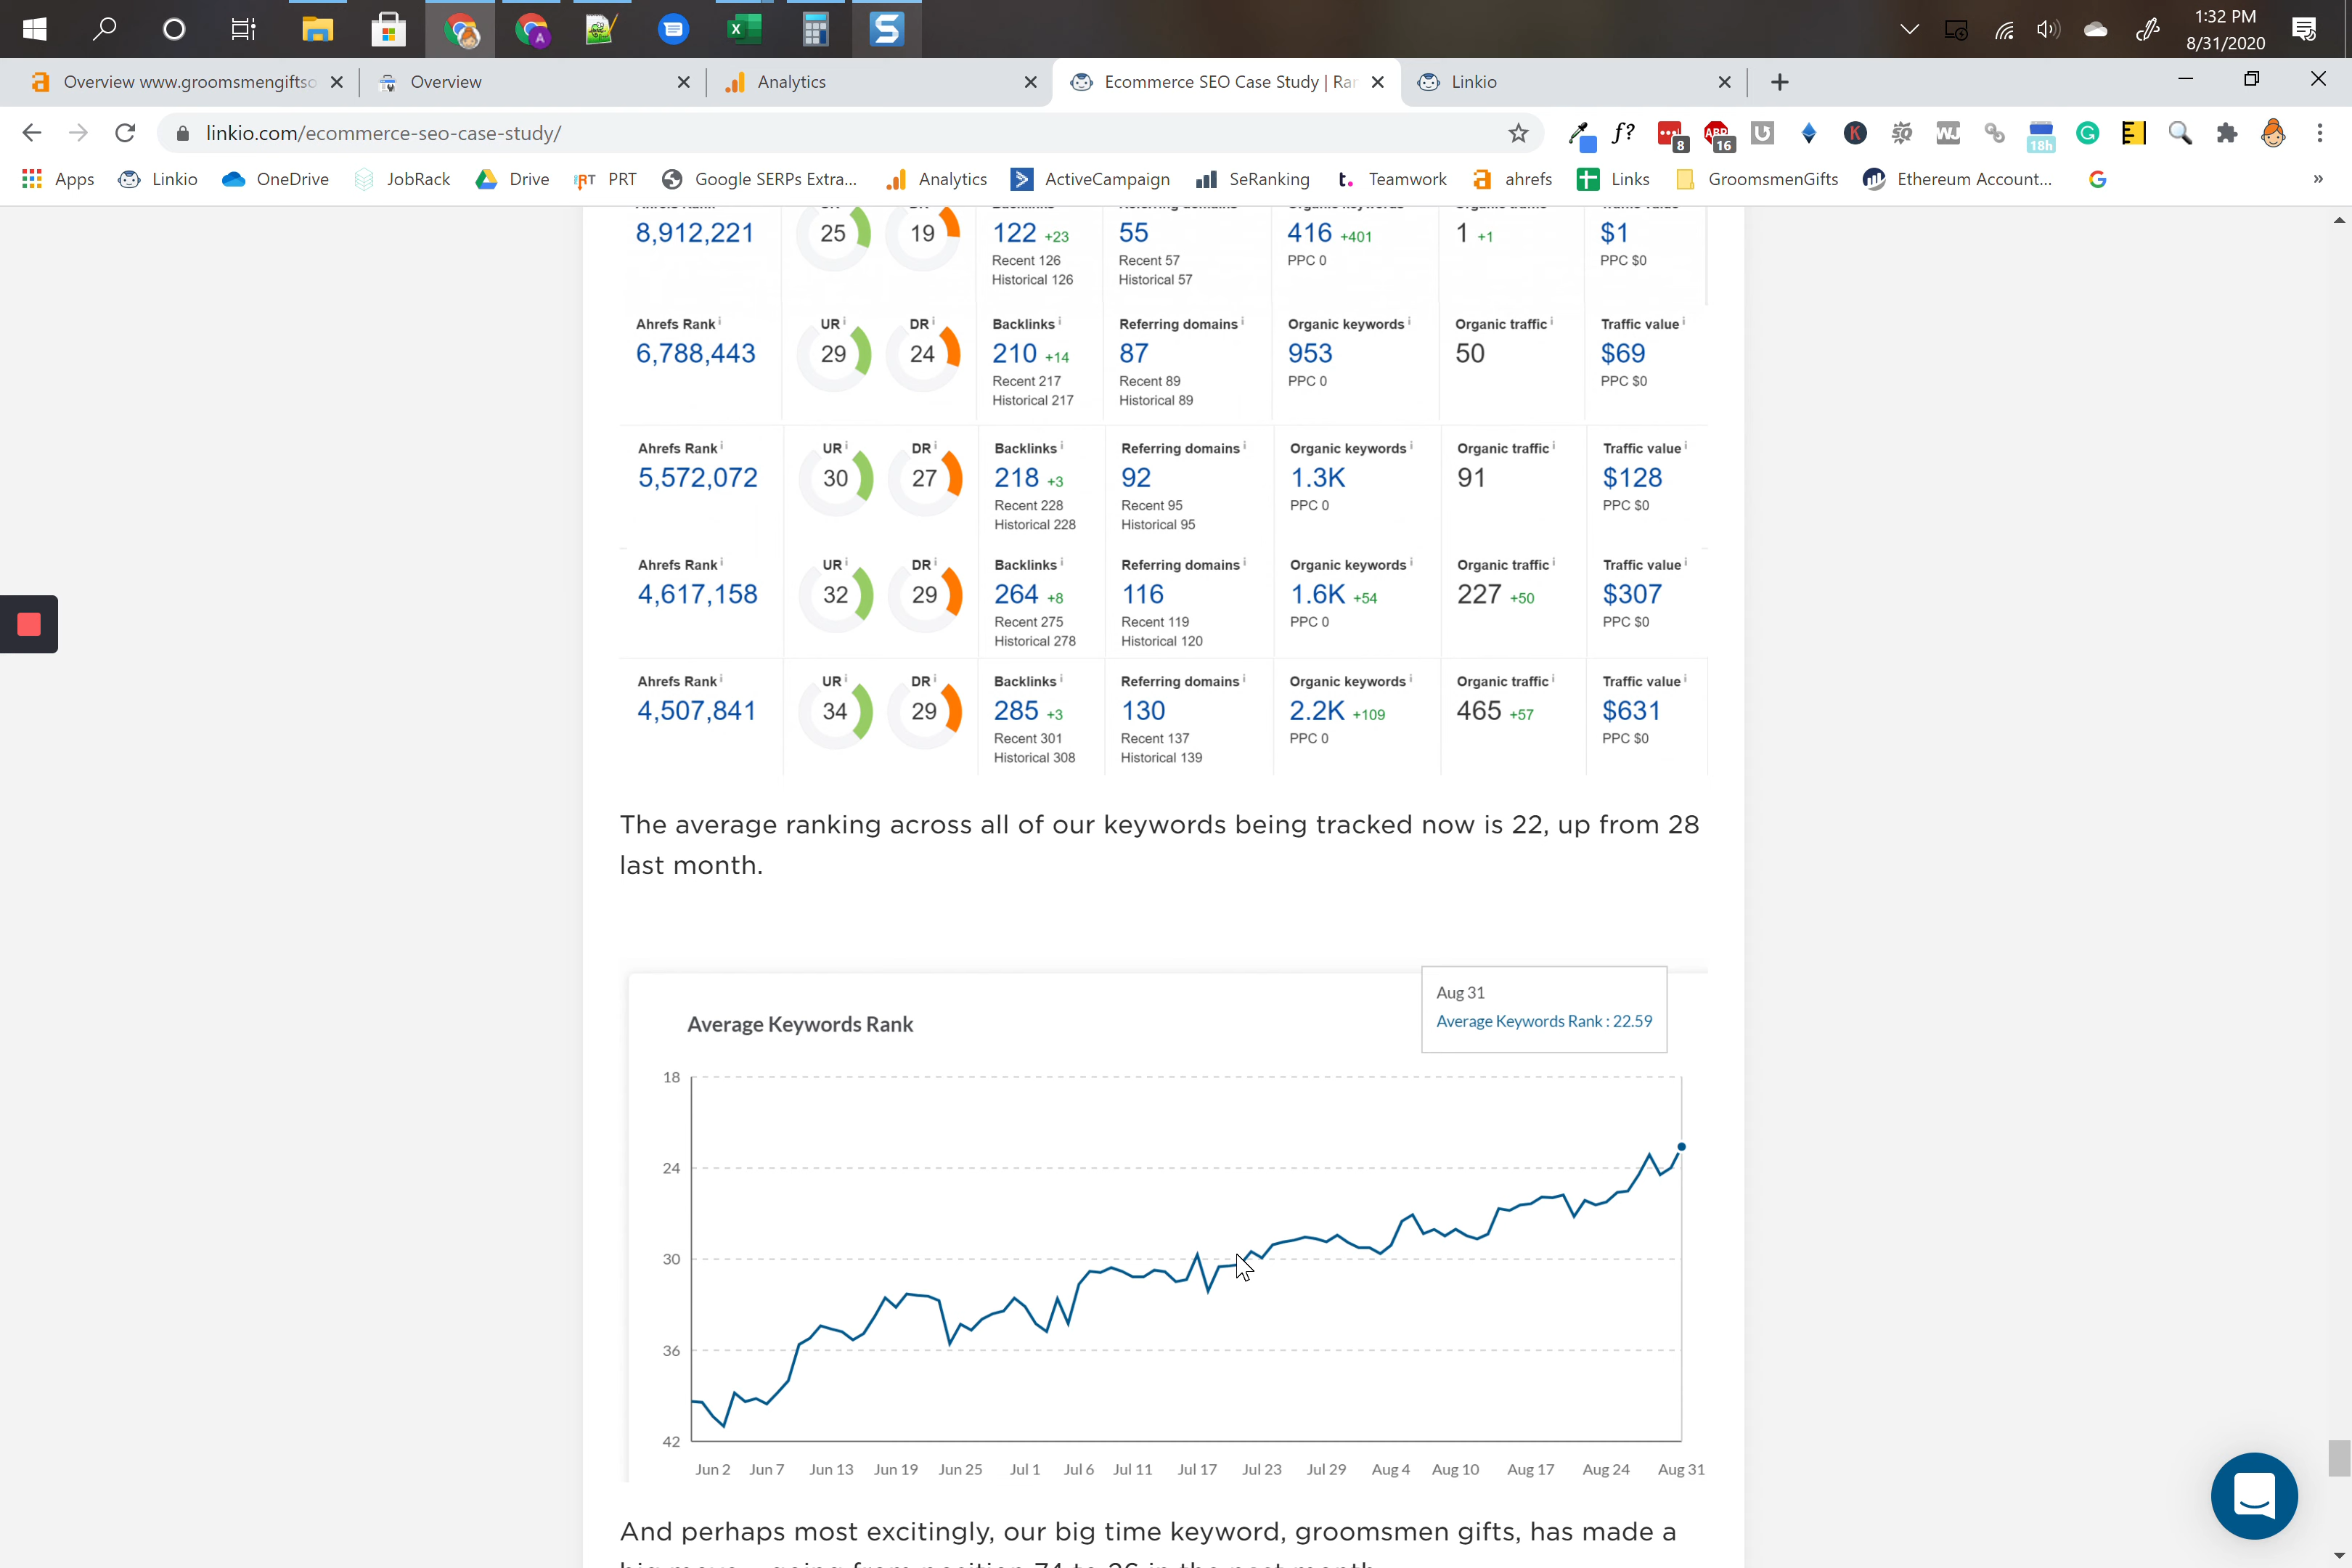 1:32 PM
8/31/2020
Overview www.groomsmengiftso
Overview
Analytics
Ecommerce SEO Case Study | Ran
Linkio
linkio.com/ecommerce-seo-case-study/
8
16
18h
Apps
Linkio
OneDrive
JobRack
Drive
PRT
Google SERPs Extra...
Analytics
ActiveCampaign
SeRanking
Teamwork
ahrefs
Links
GroomsmenGifts
Ethereum Account...
8,912,221 25 19 122 +23 55 416 +401 1 +1 $1
Recent 126 Recent 57 PPC 0 PPC $0
Historical 126 Historical 57
Ahrefs Rank UR DR Backlinks Referring domains Organic keywords Organic traffic Traffic value
6,788,443 29 24 210 +14 87 953 50 $69
Recent 217 Recent 89 PPC 0 PPC $0
Historical 217 Historical 89
Ahrefs Rank UR DR Backlinks Referring domains Organic keywords Organic traffic Traffic value
5,572,072 30 27 218 +3 92 1.3K 91 $128
Recent 228 Recent 95 PPC 0 PPC $0
Historical 228 Historical 95
Ahrefs Rank UR DR Backlinks Referring domains Organic keywords Organic traffic Traffic value
4,617,158 32 29 264 +8 116 1.6K +54 227 +50 $307
Recent 275 Recent 119 PPC 0 PPC $0
Historical 278 Historical 120
Ahrefs Rank UR DR Backlinks Referring domains Organic keywords Organic traffic Traffic value
4,507,841 34 29 285 +3 130 2.2K +109 465 +57 $631
Recent 301 Recent 137 PPC 0 PPC $0
Historical 308 Historical 139
The average ranking across all of our keywords being tracked now is 22, up from 28
last month.
Aug 31
Average Keywords Rank : 22.59
Average Keywords Rank
18
24
30
36
42
Jun 2 Jun 7 Jun 13 Jun 19 Jun 25 Jul 1 Jul 6 Jul 11 Jul 17 Jul 23 Jul 29 Aug 4 Aug 10 Aug 17 Aug 24 Aug 31
And perhaps most excitingly, our big time keyword, groomsmen gifts, has made a